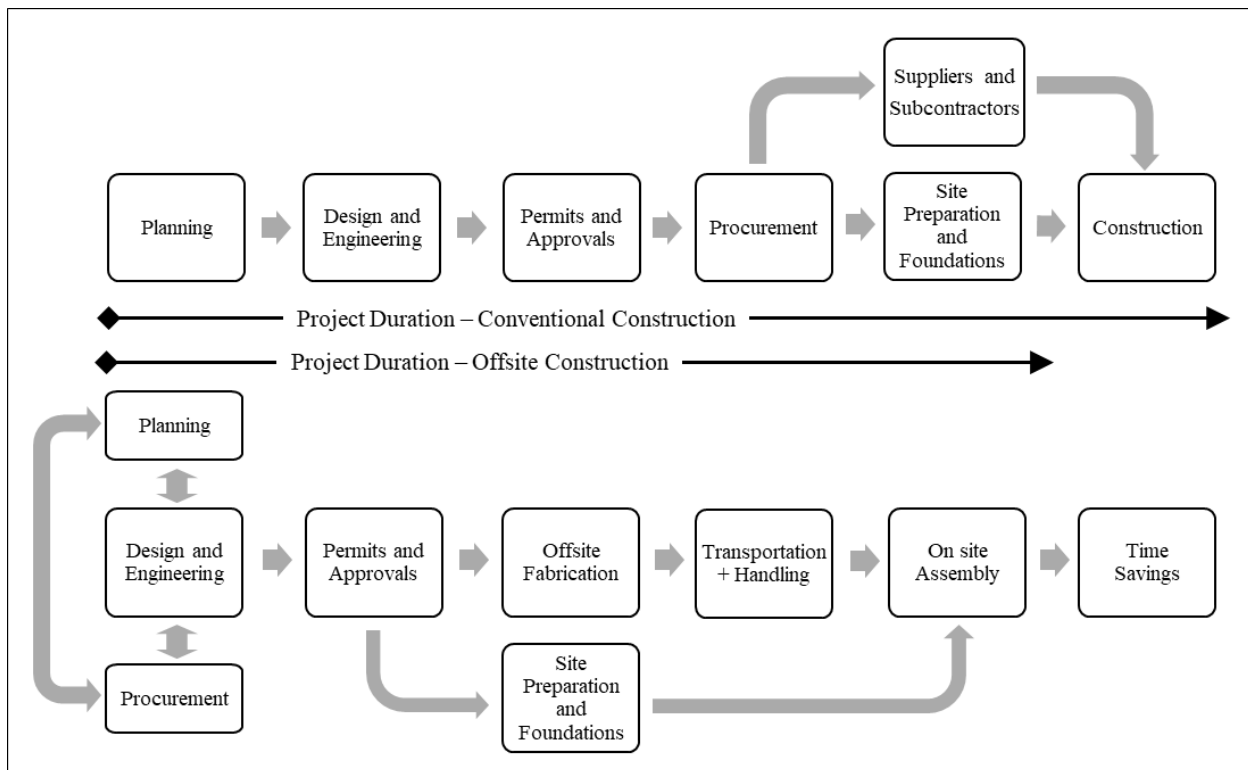 Suppliers and
Subcontractors
Planning
Design and
Engineering
Permits and
Approvals
Procurement
Site
Preparation
and
Foundations
Construction
Project Duration – Conventional Construction
Project Duration – Offsite Construction
Planning
Design and
Engineering
Permits and
Approvals
Offsite
Fabrication
Transportation
+ Handling
On site
Assembly
Time
Savings
Procurement
Site
Preparation
and
Foundations